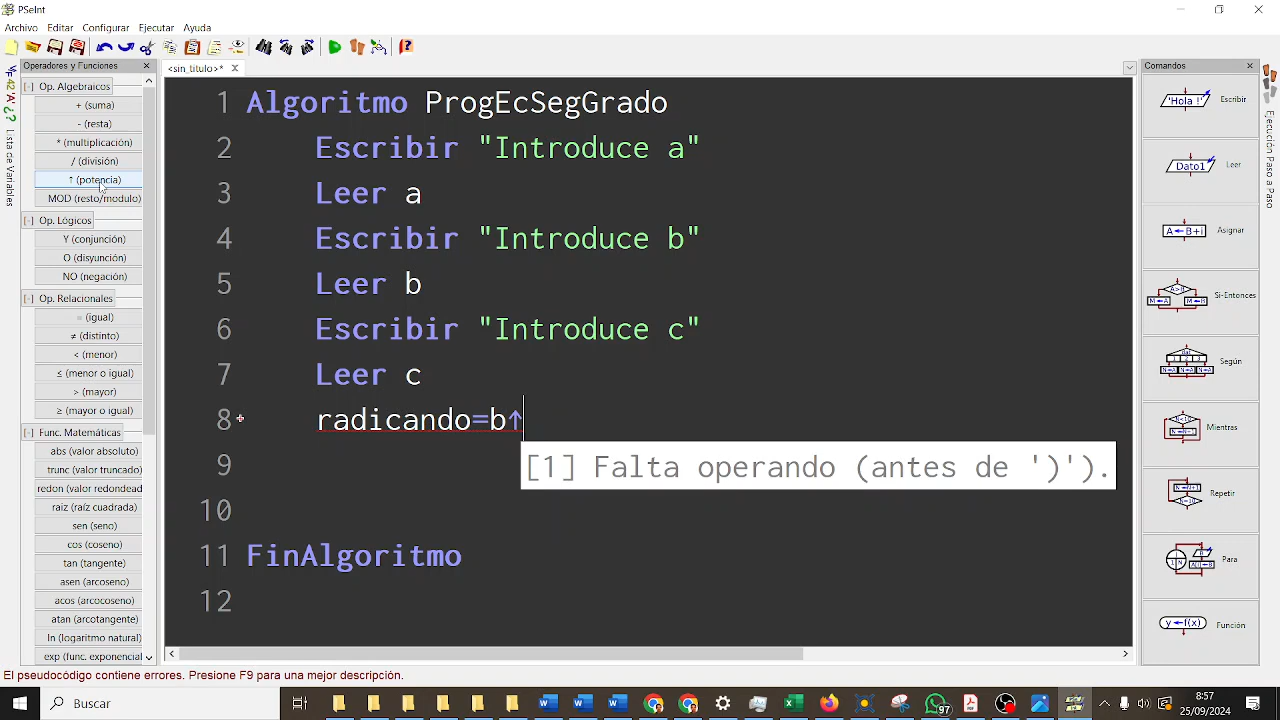 PSeInt
Archivo Editar Configurar Ejecutar Ayuda
Operadores y Funciones
<sin_titulo>*
Comandos
Lista de Variables
Op. Algebraicos
+ (suma)
- (resta)
* (multiplicación)
/ (división)
↑ (potencia)
MOD (resto/módulo)
Op. Lógicos
Y (conjunción)
O (disyunción)
NO (negación)
Op. Relacionales
= (igual)
≠ (distinto)
< (menor)
≤ (menor o igual)
> (mayor)
≥ (mayor o igual)
Func. Matemáticas
abs (valor absoluto)
trunc (valor truncado)
redon (valor redondeado)
raiz (raíz cuadrada)
sen (seno)
cos (coseno)
tan (tangente)
asen (arcoseno)
acos (arcocoseno)
atan (arcotangente)
ln (logaritmo natural)
exp (func. exponencial
1 Algoritmo ProgEcSegGrado
2 Escribir "Introduce a"
3 Leer a
4 Escribir "Introduce b"
5 Leer b
6 Escribir "Introduce c"
7 Leer c
8 radicando=b↑
9 [1] Falta operando (antes de ')').
10
11 FinAlgoritmo
12
'Hola !' Escribir
Dato1 Leer
A←B+i Asignar
Si-Entonces
Según
Mientras
Repetir
Para
y←f(x) Función
Ejecución Paso a Paso
El pseudocódigo contiene errores. Presione F9 para una mejor descripción.
Buscar
97
8:57
25/09/2024